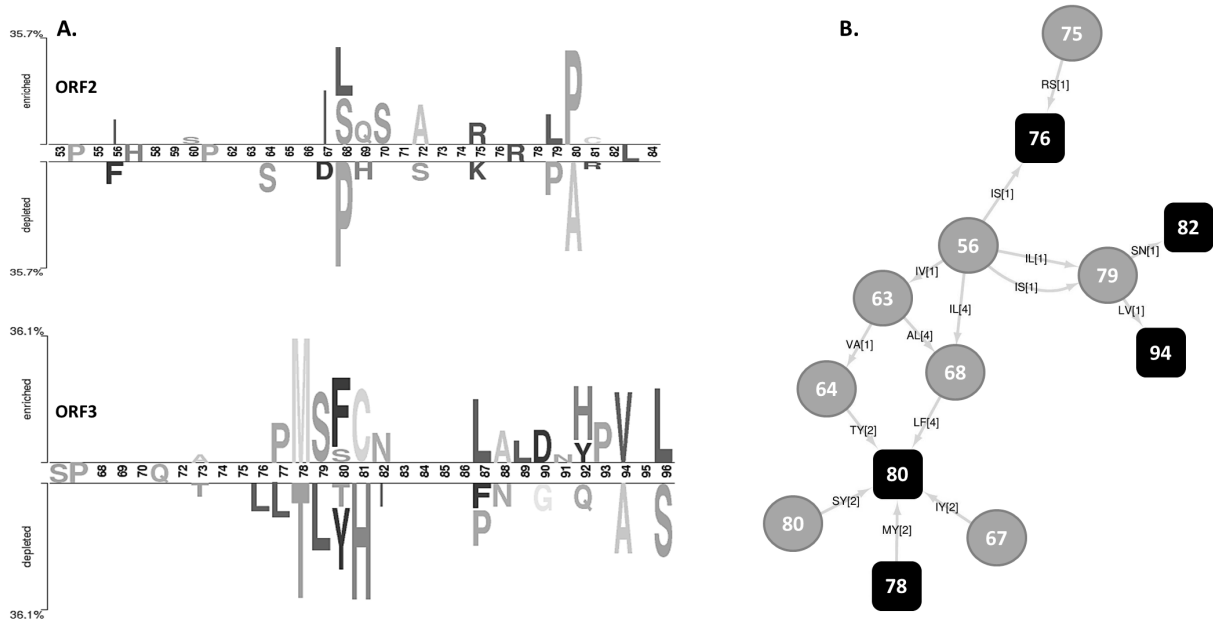 A.
35.7%
enriched
ORF2
I S I L S Q S A R L P C
53 P 55 56 H 58 59 60 P 62 63 64 65 66 67 68 69 70 71 72 73 74 75 R 78 79 80 81 82 L 84
F S D P H S K P A R
depleted
35.7%
36.1%
enriched
ORF3
A P M S F S C N L A L D N H Y P V L
S P 68 69 70 Q 72 73 74 75 76 77 78 79 80 81 82 83 84 85 86 87 88 89 90 91 92 93 94 95 96
T L L T I L T Y H I F P N G Q A S
depleted
36.1%
B.
75
RS[1]
76
IS[1]
56
82
SN[1]
IL[1]
79
IV[1]
IS[1]
63
IL[4]
LV[1]
VA[1]
AL[4]
94
64
68
TY[2]
LF[4]
80
SY[2]
IY[2]
80
MY[2]
67
78